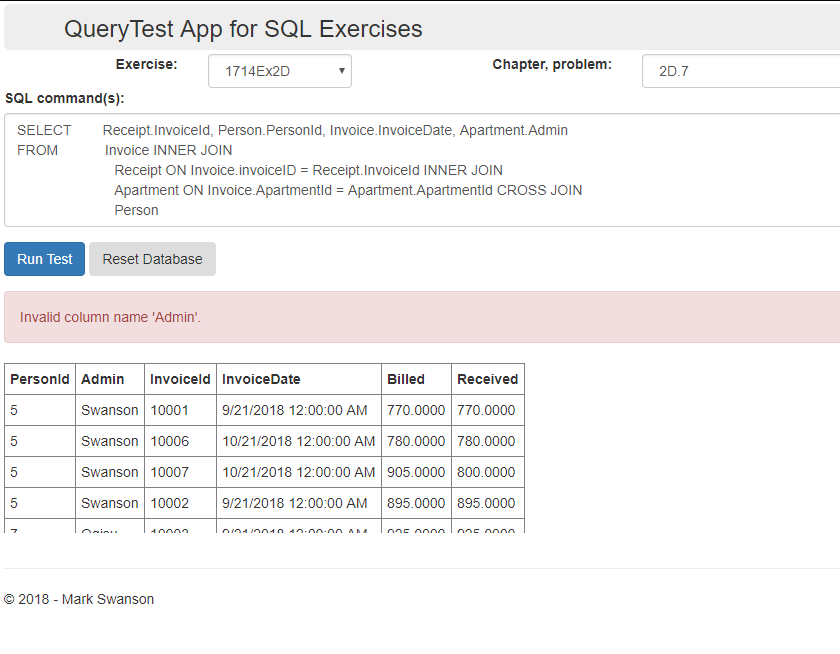 QueryTest App for SQL Exercises
Exercise: 1714Ex2D Chapter, problem: 2D.7
SQL command(s):
SELECT Receipt.InvoiceId, Person.PersonId, Invoice.InvoiceDate, Apartment.Admin
FROM Invoice INNER JOIN
Receipt ON Invoice.invoiceID = Receipt.InvoiceId INNER JOIN
Apartment ON Invoice.ApartmentId = Apartment.ApartmentId CROSS JOIN
Person
Run Test Reset Database
Invalid column name 'Admin'.
PersonId Admin InvoiceId InvoiceDate Billed Received
5 Swanson 10001 9/21/2018 12:00:00 AM 770.0000 770.0000
5 Swanson 10006 10/21/2018 12:00:00 AM 780.0000 780.0000
5 Swanson 10007 10/21/2018 12:00:00 AM 905.0000 800.0000
5 Swanson 10002 9/21/2018 12:00:00 AM 895.0000 895.0000
© 2018 - Mark Swanson